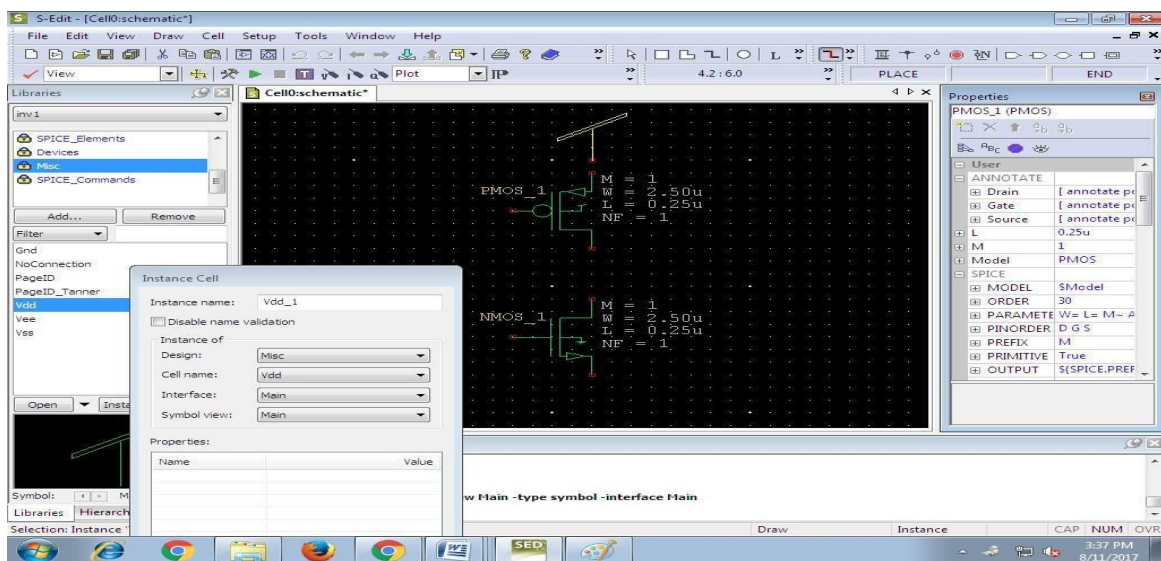 S-Edit - [Cell0:schematic*]
File Edit View Draw Cell Setup Tools Window Help
View
Plot
4.2 : 6.0
PLACE
END
Libraries
inv1
SPICE_Elements
Devices
Misc
SPICE_Commands
Add... Remove
Filter
Gnd
NoConnection
PageID
PageID_Tanner
Vdd
Vee
Vss
Open
Symbol:
Libraries
Selection: Instance
Cell0:schematic*
PMOS_1
M = 1
W = 2.50u
L = 0.25u
NF = 1
NMOS_1
M = 1
W = 2.50u
L = 0.25u
NF = 1
Instance Cell
Instance name: Vdd_1
Disable name validation
Instance of
Design: Misc
Cell name: Vdd
Interface: Main
Symbol view: Main
Properties:
Name Value
Main -type symbol -interface Main
Properties
PMOS_1 (PMOS)
User
ANNOTATE
Drain [ annotate
Gate [ annotate
Source [ annotate
L 0.25u
M 1
Model PMOS
SPICE
MODEL $Model
ORDER 30
PARAMETE W= L= M~ A
PINORDER D G S
PREFIX M
PRIMITIVE True
OUTPUT ${SPICE.PREF
Draw
Instance
CAP NUM OVR
SED
3:37 PM
8/11/2017